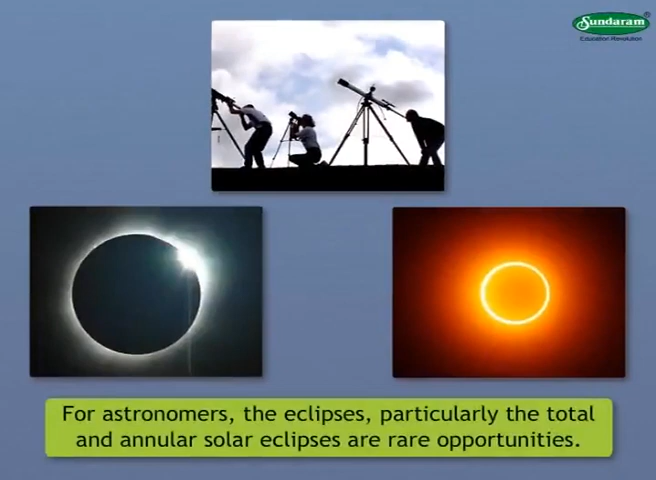 Sundaram
Education Revolution
For astronomers, the eclipses, particularly the total
and annular solar eclipses are rare opportunities.